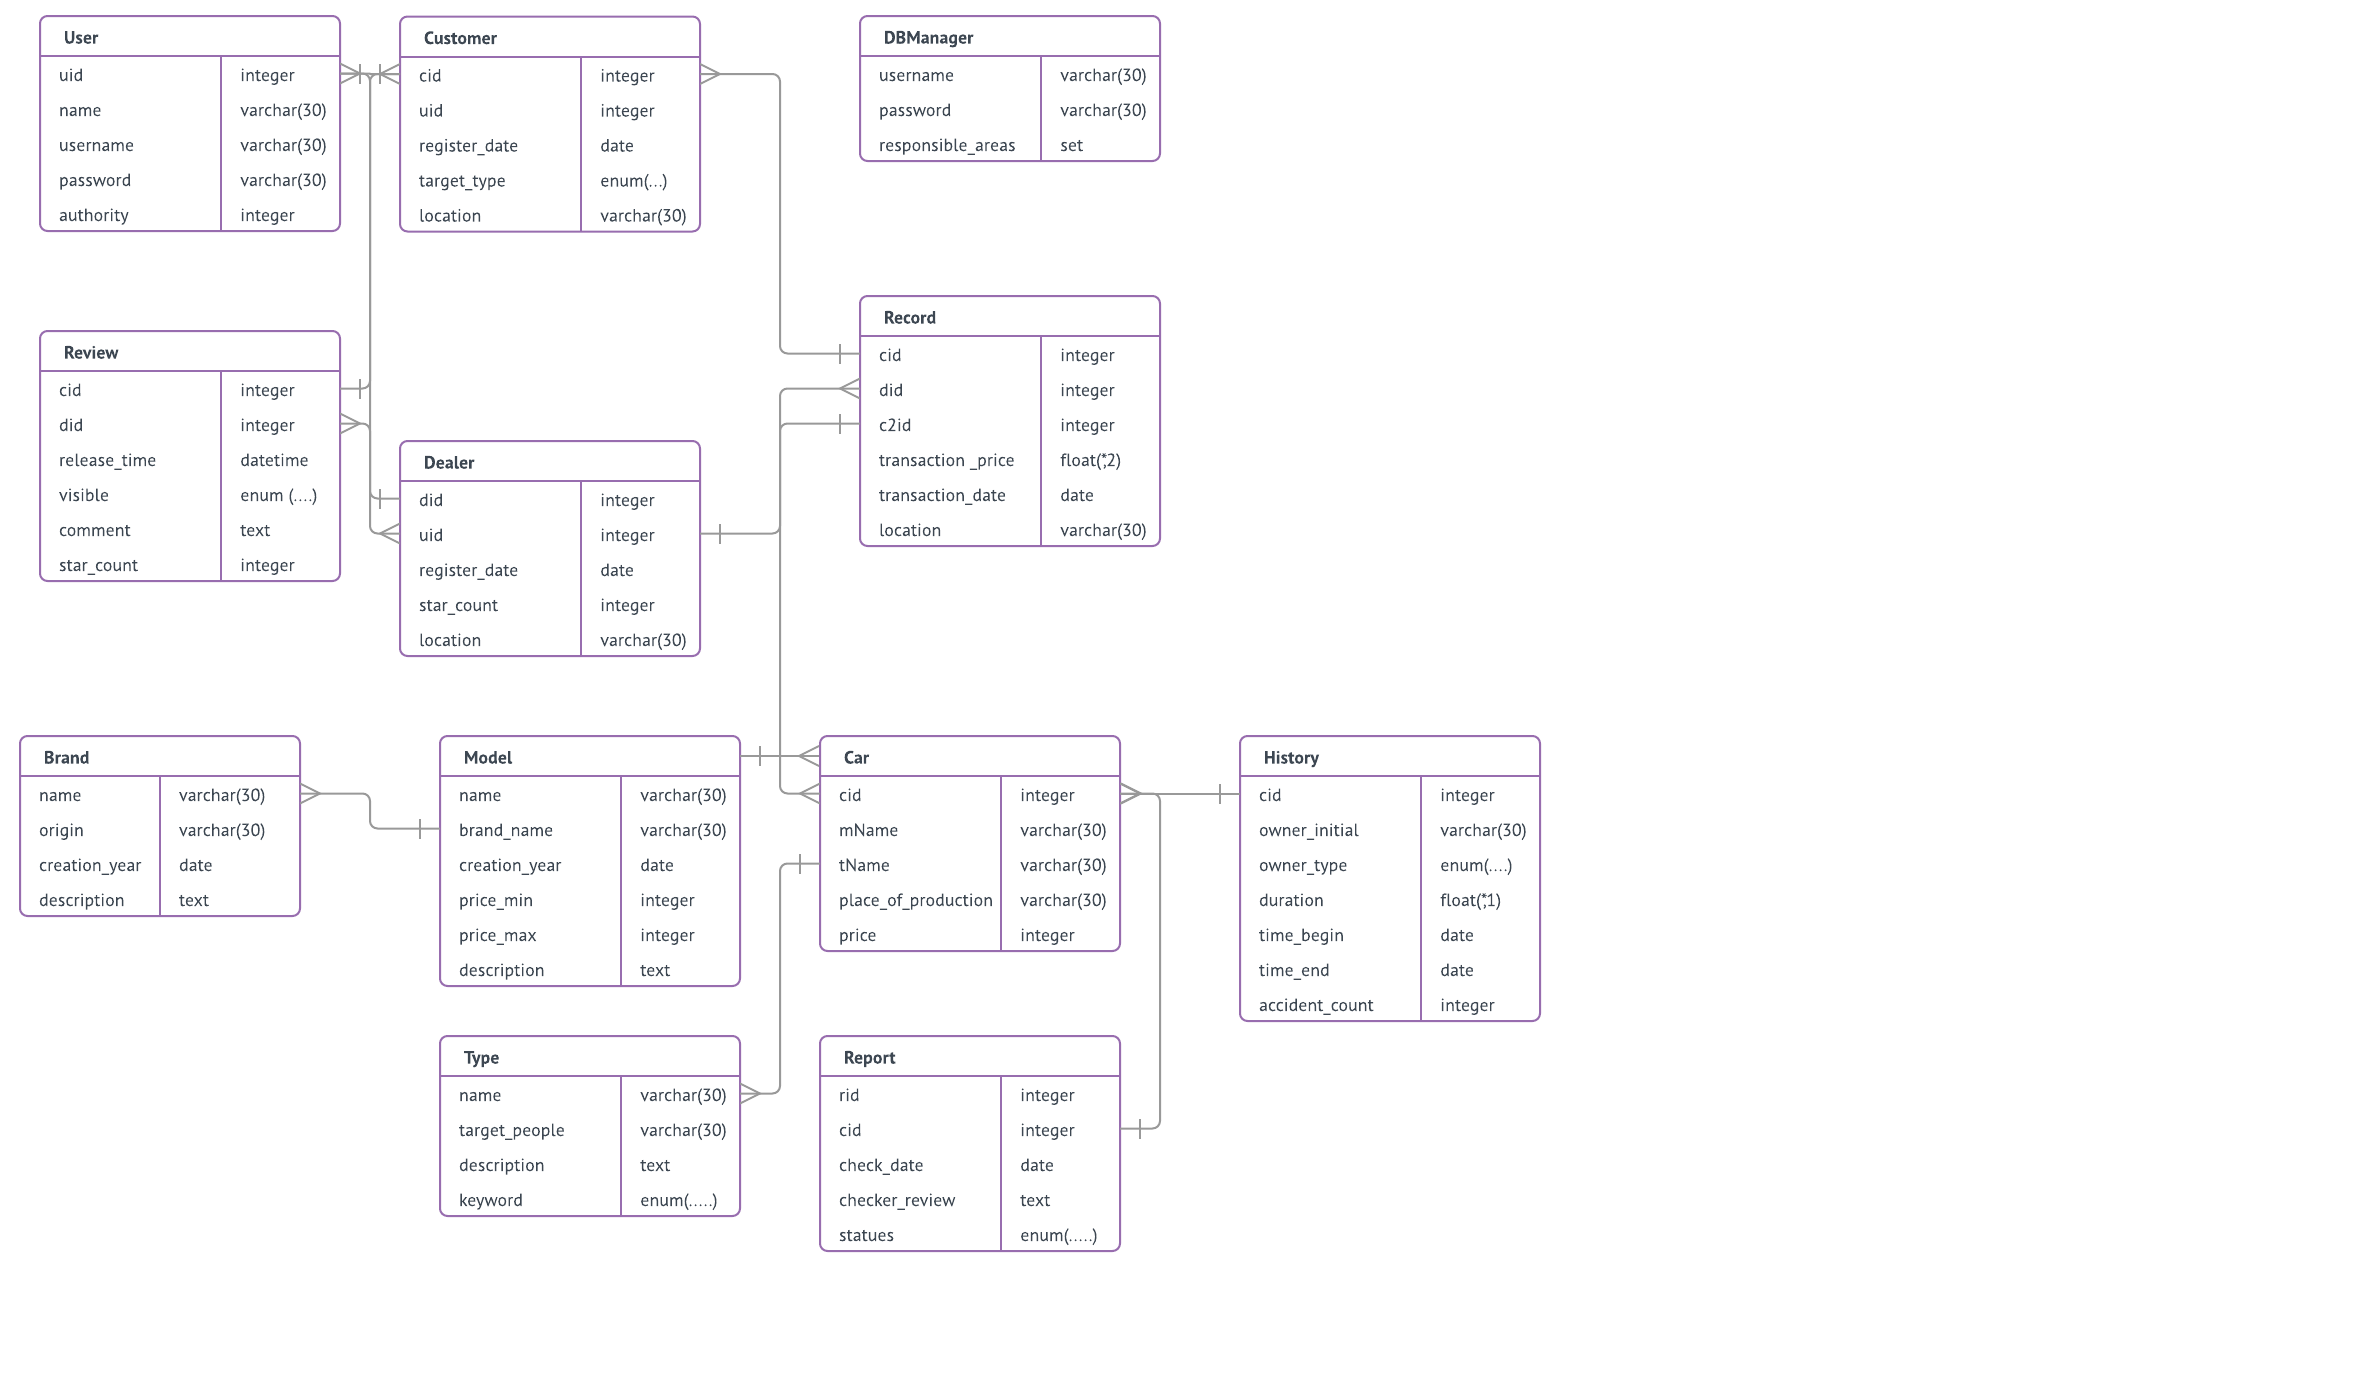 User
uid integer
name varchar(30)
username varchar(30)
password varchar(30)
authority integer
Customer
cid integer
uid integer
register_date date
target_type enum(...)
location varchar(30)
DBManager
username varchar(30)
password varchar(30)
responsible_areas set
Review
cid integer
did integer
release_time datetime
visible enum (....)
comment text
star_count integer
Dealer
did integer
uid integer
register_date date
star_count integer
location varchar(30)
Record
cid integer
did integer
c2id integer
transaction _price float(*,2)
transaction_date date
location varchar(30)
Brand
name varchar(30)
origin varchar(30)
creation_year date
description text
Model
name varchar(30)
brand_name varchar(30)
creation_year date
price_min integer
price_max integer
description text
Car
cid integer
mName varchar(30)
tName varchar(30)
place_of_production varchar(30)
price integer
History
cid integer
owner_initial varchar(30)
owner_type enum(....)
duration float(*,1)
time_begin date
time_end date
accident_count integer
Type
name varchar(30)
target_people varchar(30)
description text
keyword enum(.....)
Report
rid integer
cid integer
check_date date
checker_review text
statues enum(.....)